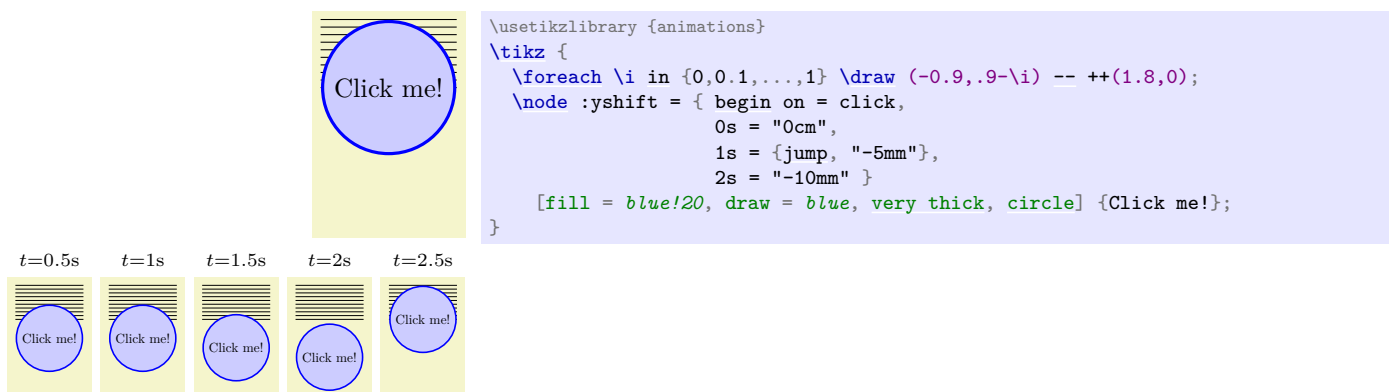 Click me!
\usetikzlibrary {animations}
\tikz {
  \foreach \i in {0,0.1,...,1} \draw (-0.9,.9-\i) -- ++(1.8,0);
  \node :yshift = { begin on = click,
                    0s = "0cm",
                    1s = {jump, "-5mm"},
                    2s = "-10mm" }
    [fill = blue!20, draw = blue, very thick, circle] {Click me!};
}
t=0.5s t=1s t=1.5s t=2s t=2.5s
Click me! Click me! Click me! Click me! Click me!